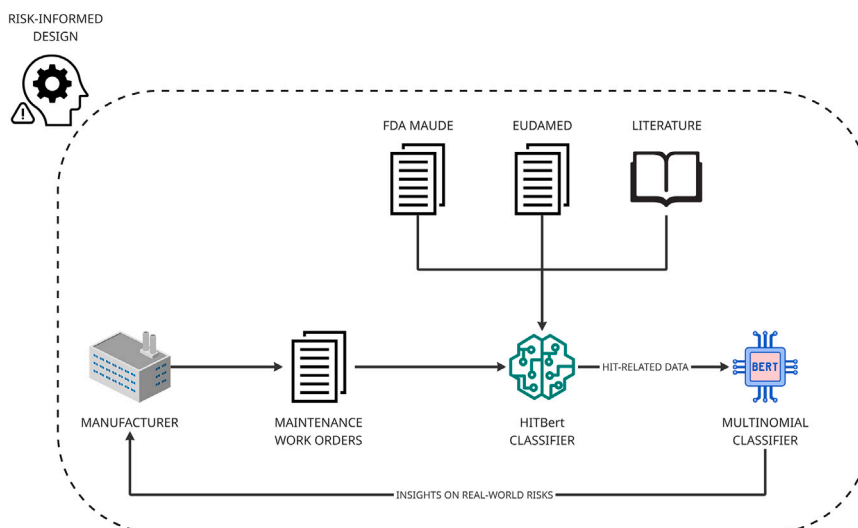 RISK-INFORMED
DESIGN
FDA MAUDE
EUDAMED
LITERATURE
HIT-RELATED DATA
BERT
MANUFACTURER
MAINTENANCE
WORK ORDERS
HITBert
CLASSIFIER
MULTINOMIAL
CLASSIFIER
INSIGHTS ON REAL-WORLD RISKS